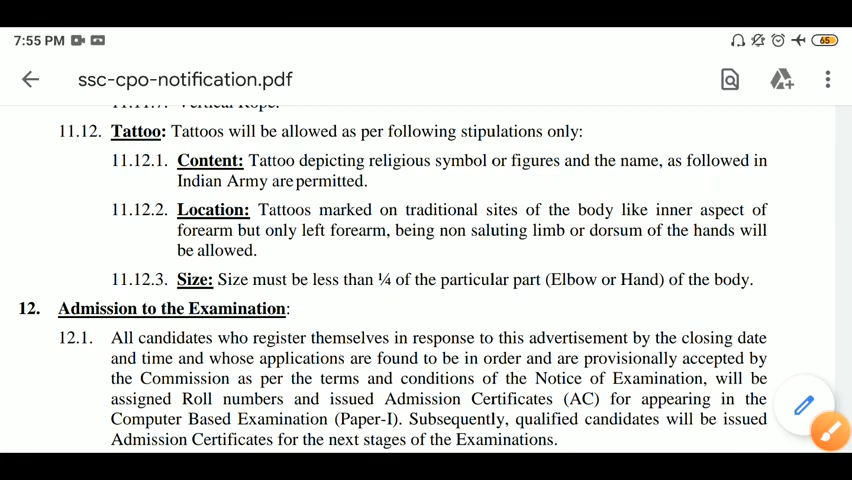 7:55 PM
65
ssc-cpo-notification.pdf
11.11.7. Vertical Rope.
11.12. Tattoo: Tattoos will be allowed as per following stipulations only:
11.12.1. Content: Tattoo depicting religious symbol or figures and the name, as followed in
Indian Army are permitted.
11.12.2. Location: Tattoos marked on traditional sites of the body like inner aspect of
forearm but only left forearm, being non saluting limb or dorsum of the hands will
be allowed.
11.12.3. Size: Size must be less than ¼ of the particular part (Elbow or Hand) of the body.
12. Admission to the Examination:
12.1. All candidates who register themselves in response to this advertisement by the closing date
and time and whose applications are found to be in order and are provisionally accepted by
the Commission as per the terms and conditions of the Notice of Examination, will be
assigned Roll numbers and issued Admission Certificates (AC) for appearing in the
Computer Based Examination (Paper-I). Subsequently, qualified candidates will be issued
Admission Certificates for the next stages of the Examinations.